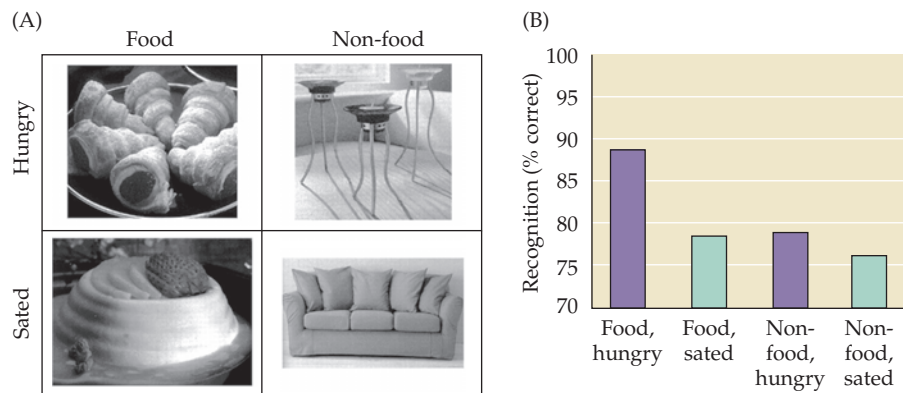 (A)
Food
Non-food
Hungry
Sated
(B)
Recognition (% correct)
100
95
90
85
80
75
70
Food,
hungry
Food,
sated
Non-
food,
hungry
Non-
food,
sated